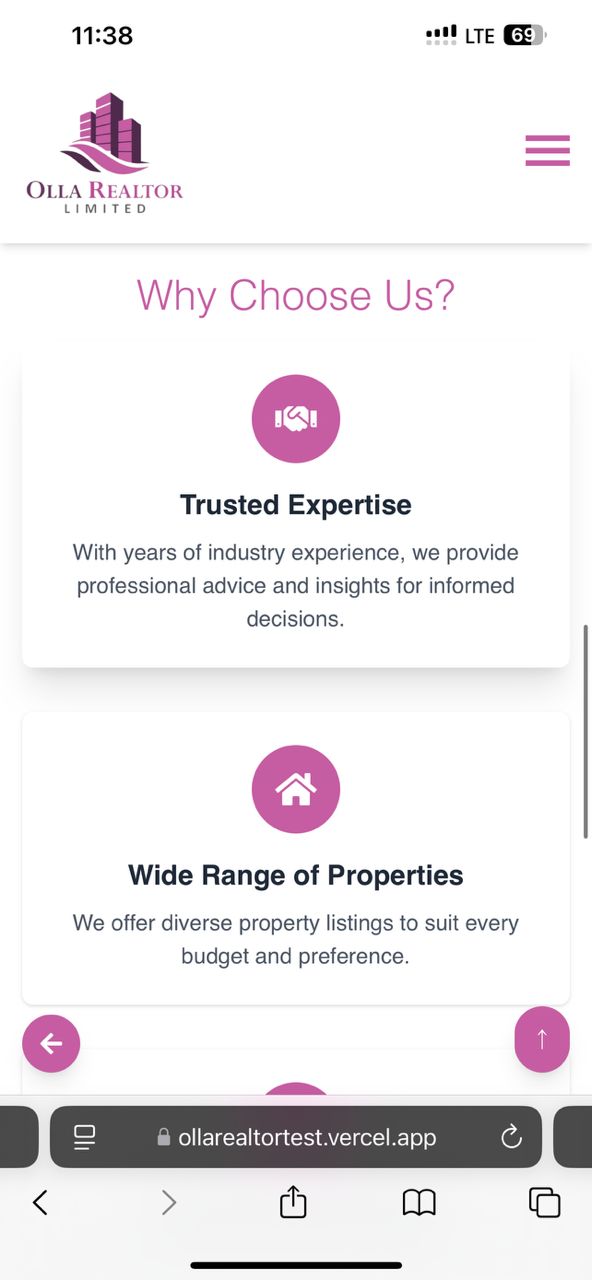 11:38
LTE 69
OLLA REALTOR
LIMITED
Why Choose Us?
Trusted Expertise
With years of industry experience, we provide
professional advice and insights for informed
decisions.
Wide Range of Properties
We offer diverse property listings to suit every
budget and preference.
ollarealtortest.vercel.app